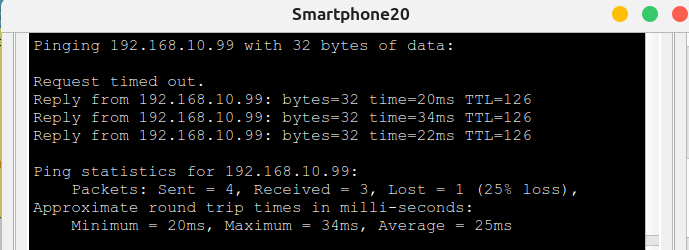 Smartphone20
Pinging 192.168.10.99 with 32 bytes of data:
Request timed out.
Reply from 192.168.10.99: bytes=32 time=20ms TTL=126
Reply from 192.168.10.99: bytes=32 time=34ms TTL=126
Reply from 192.168.10.99: bytes=32 time=22ms TTL=126
Ping statistics for 192.168.10.99:
Packets: Sent = 4, Received = 3, Lost = 1 (25% loss),
Approximate round trip times in milli-seconds:
Minimum = 20ms, Maximum = 34ms, Average = 25ms